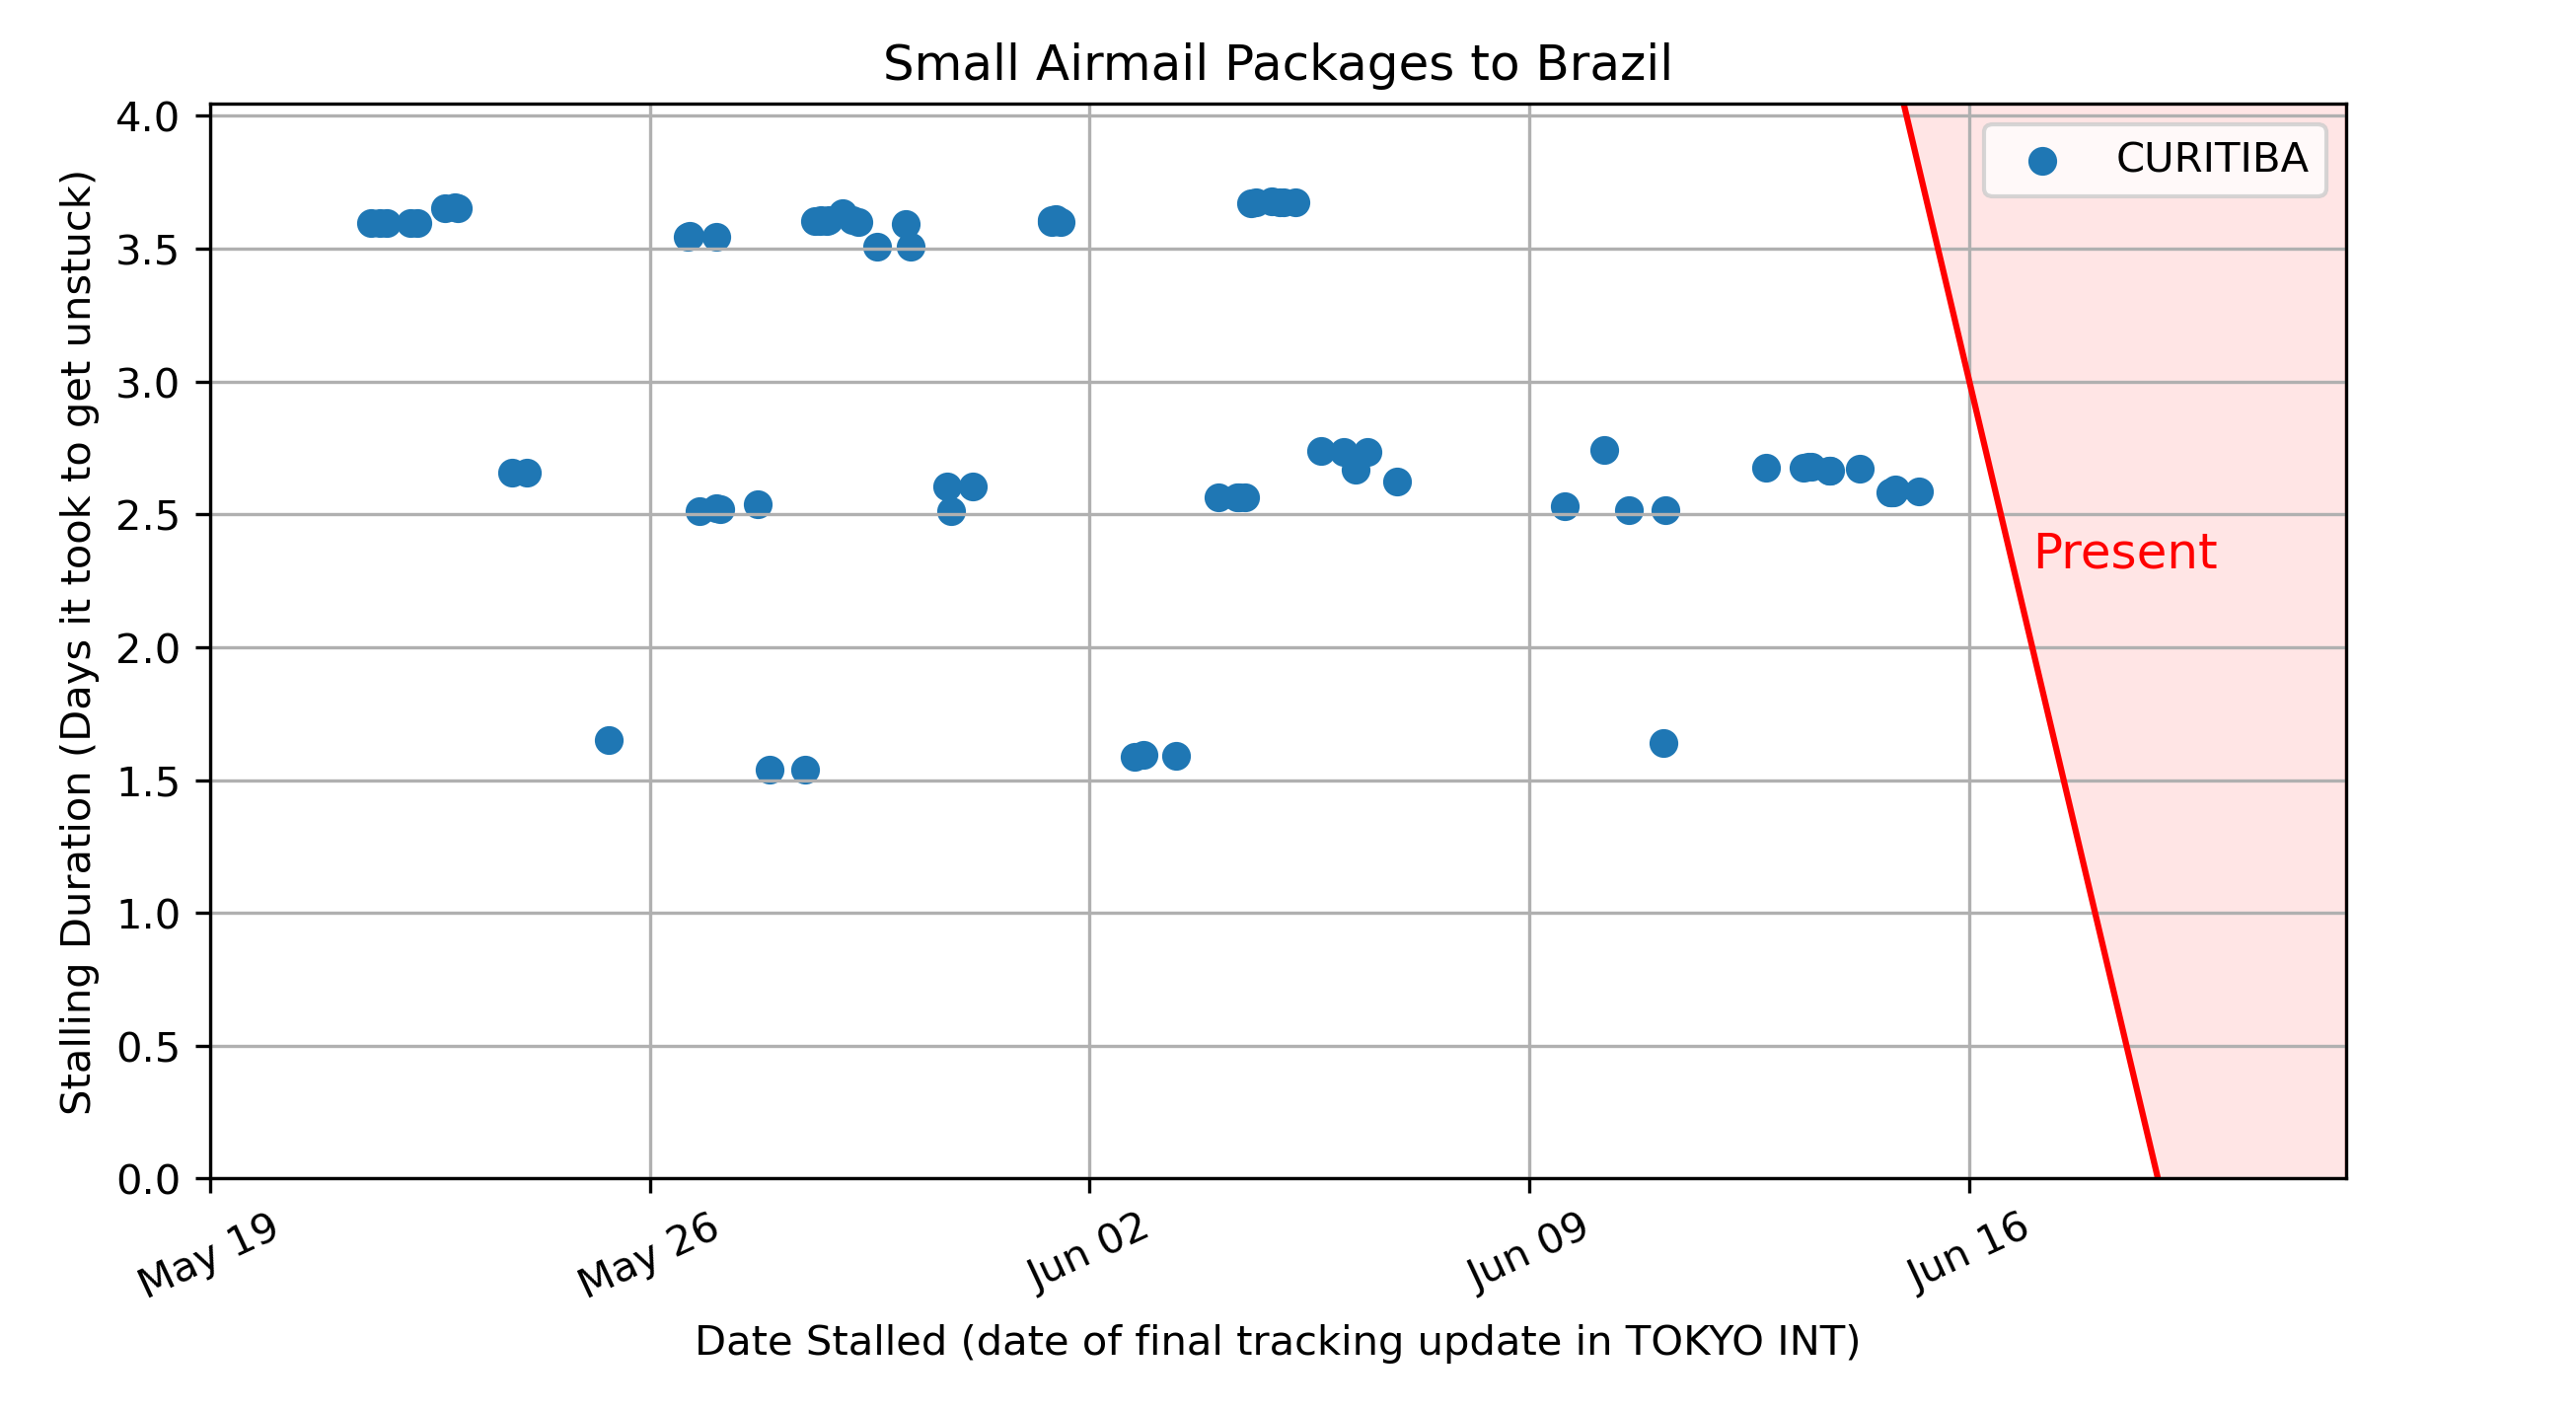 Small Airmail Packages to Brazil
Stalling Duration (Days it took to get unstuck)
4.0
3.5
3.0
2.5
2.0
1.5
1.0
0.5
0.0
CURITIBA
Present
May 19
May 26
Jun 02
Jun 09
Jun 16
Date Stalled (date of final tracking update in TOKYO INT)